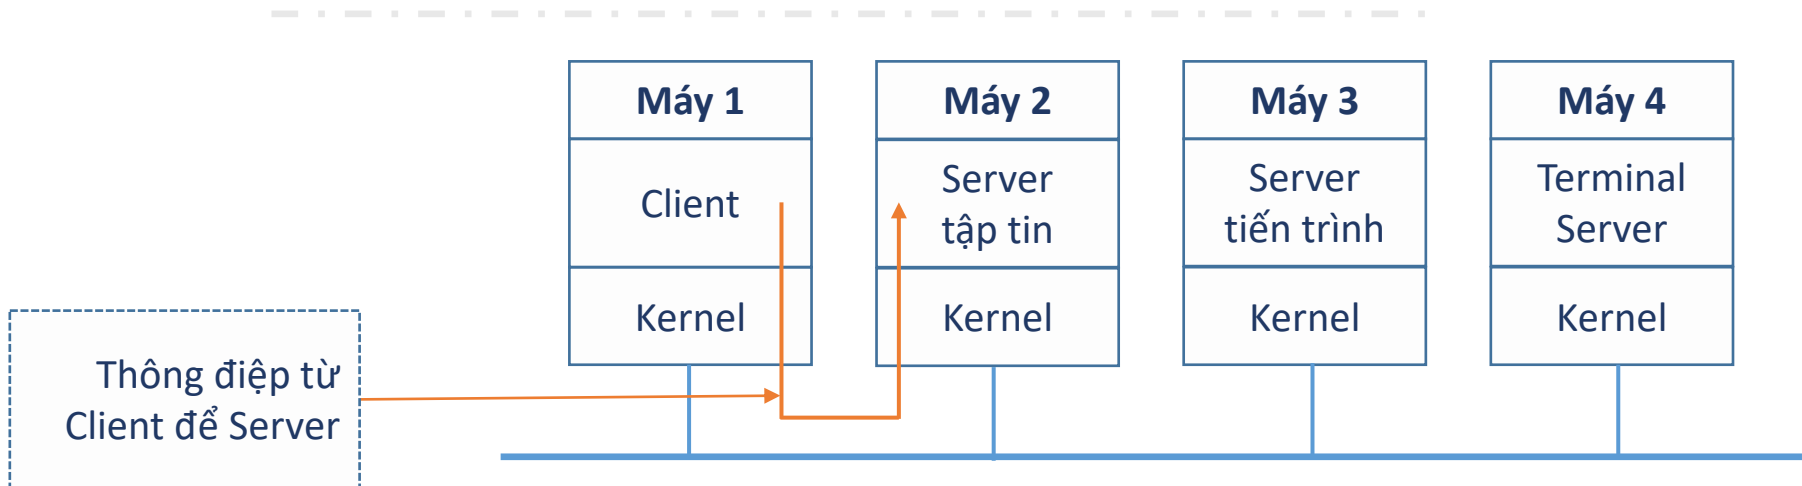 Máy 1
Máy 2
Máy 3
Máy 4
Client
Server
tập tin
Server
tiến trình
Terminal
Server
Kernel
Kernel
Kernel
Kernel
Thông điệp từ
Client để Server